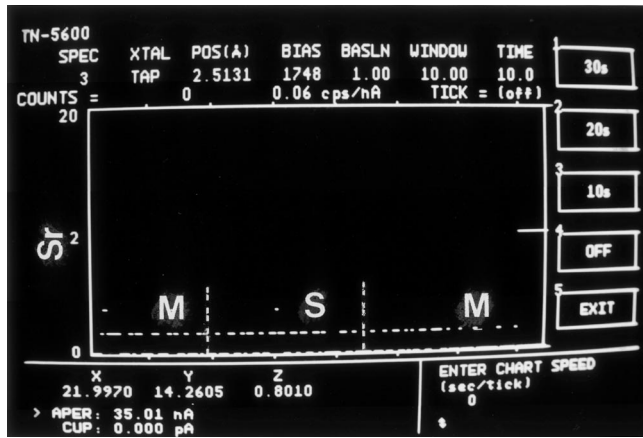 TN-5600
SPEC XTAL POS(Å) BIAS BASLN WINDOW TIME
3 TAP 2.5131 1748 1.00 10.00 10.0
COUNTS = 0 0.06 cps/nA TICK = (off)
20
2
0
Sr
M S M
1 30s
2 20s
3 10s
4 OFF
5 EXIT
X Y Z
21.9970 14.2605 0.8010
> APER: 35.01 nA
CUP: 0.000 pA
ENTER CHART SPEED
(sec/tick)
0